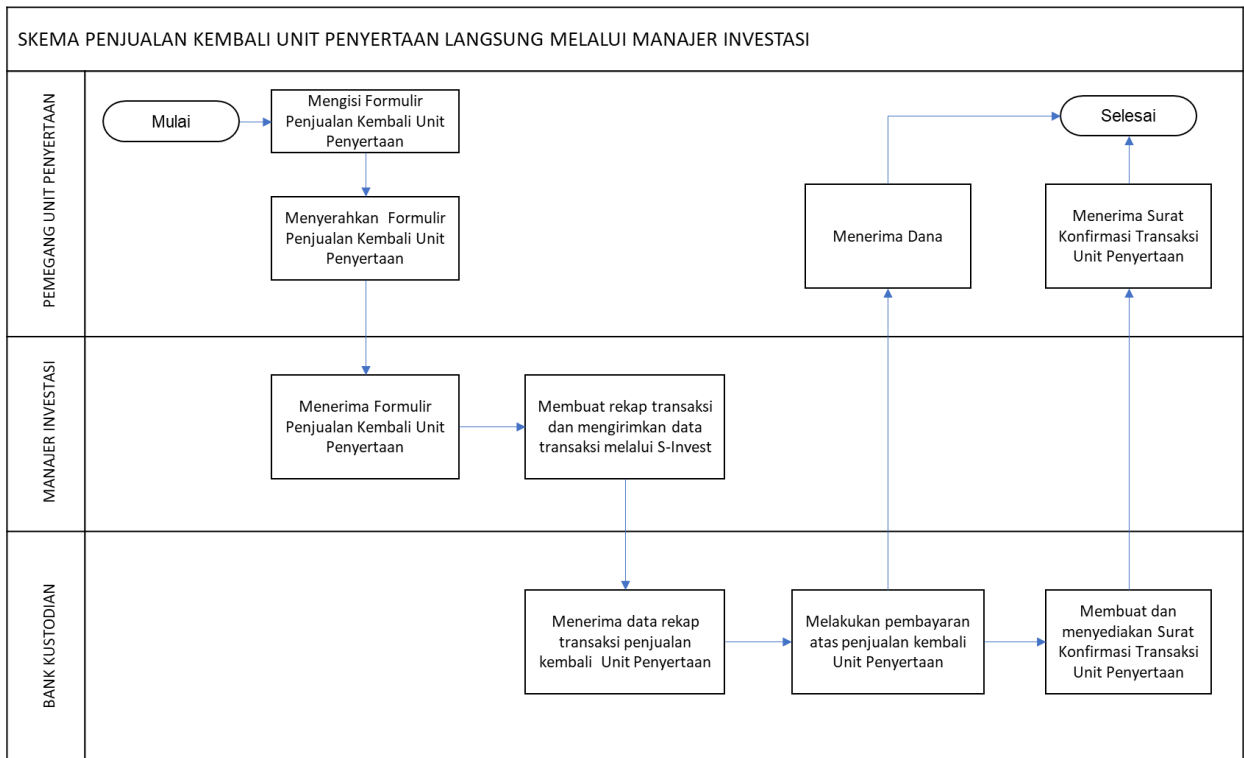 SKEMA PENJUALAN KEMBALI UNIT PENYERTAAN LANGSUNG MELALUI MANAJER INVESTASI
PEMEGANG UNIT PENYERTAAN
Mulai
Mengisi Formulir
Penjualan Kembali Unit
Penyertaan
Selesai
Menyerahkan Formulir
Penjualan Kembali Unit
Penyertaan
Menerima Dana
Menerima Surat
Konfirmasi Transaksi
Unit Penyertaan
MANAJER INVESTASI
Menerima Formulir
Penjualan Kembali Unit
Penyertaan
Membuat rekap transaksi
dan mengirimkan data
transaksi melalui S-Invest
BANK KUSTODIAN
Menerima data rekap
transaksi penjualan
kembali Unit Penyertaan
Melakukan pembayaran
atas penjualan kembali
Unit Penyertaan
Membuat dan
menyediakan Surat
Konfirmasi Transaksi
Unit Penyertaan